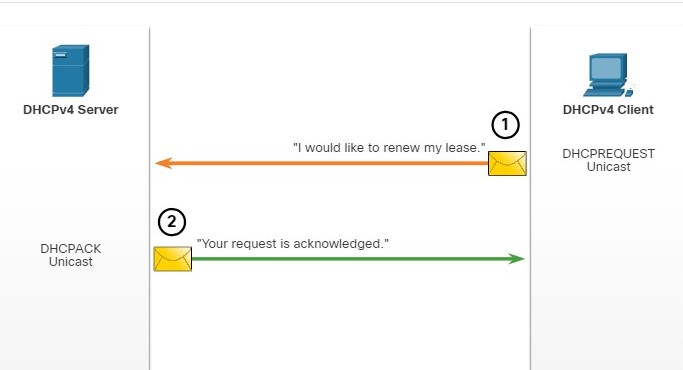 DHCPv4 Server
DHCPv4 Client
1
"I would like to renew my lease."
DHCPREQUEST
Unicast
2
"Your request is acknowledged."
DHCPACK
Unicast